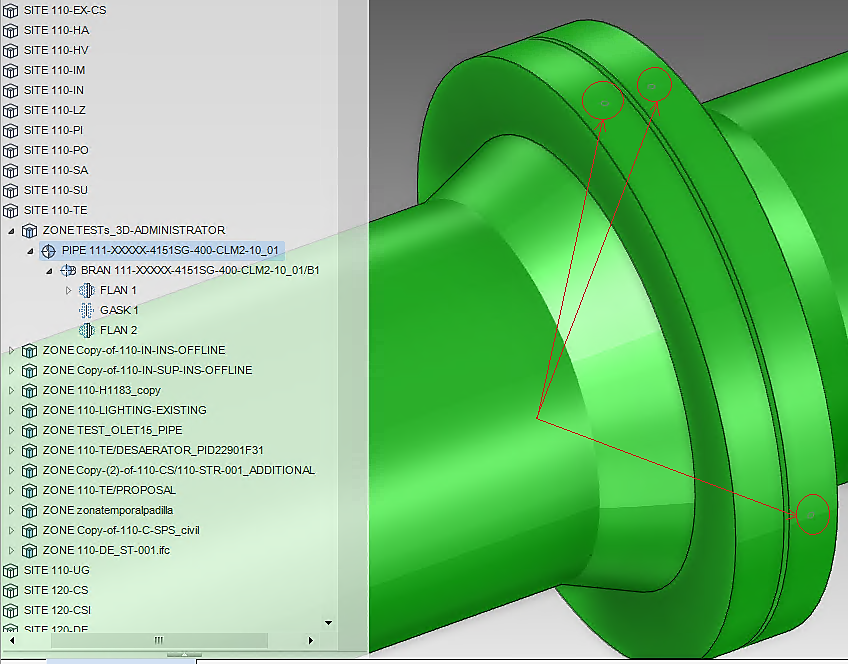 SITE 110-EX-CS
SITE 110-HA
SITE 110-HV
SITE 110-IM
SITE 110-IN
SITE 110-LZ
SITE 110-PI
SITE 110-PO
SITE 110-SA
SITE 110-SU
SITE 110-TE
ZONE TESTs_3D-ADMINISTRATOR
PIPE 111-XXXXX-4151SG-400-CLM2-10_01
BRAN 111-XXXXX-4151SG-400-CLM2-10_01/B1
FLAN 1
GASK 1
FLAN 2
ZONE Copy-of-110-IN-INS-OFFLINE
ZONE Copy-of-110-IN-SUP-INS-OFFLINE
ZONE 110-H1183_copy
ZONE 110-LIGHTING-EXISTING
ZONE TEST_OLET15_PIPE
ZONE 110-TE/DESAERATOR_PID22901F31
ZONE Copy-(2)-of-110-CS/110-STR-001_ADDITIONAL
ZONE 110-TE/PROPOSAL
ZONE zonatemporalpadilla
ZONE Copy-of-110-C-SPS_civil
ZONE 110-DE_ST-001.ifc
SITE 110-UG
SITE 120-CS
SITE 120-CSI
SITE 120-DE